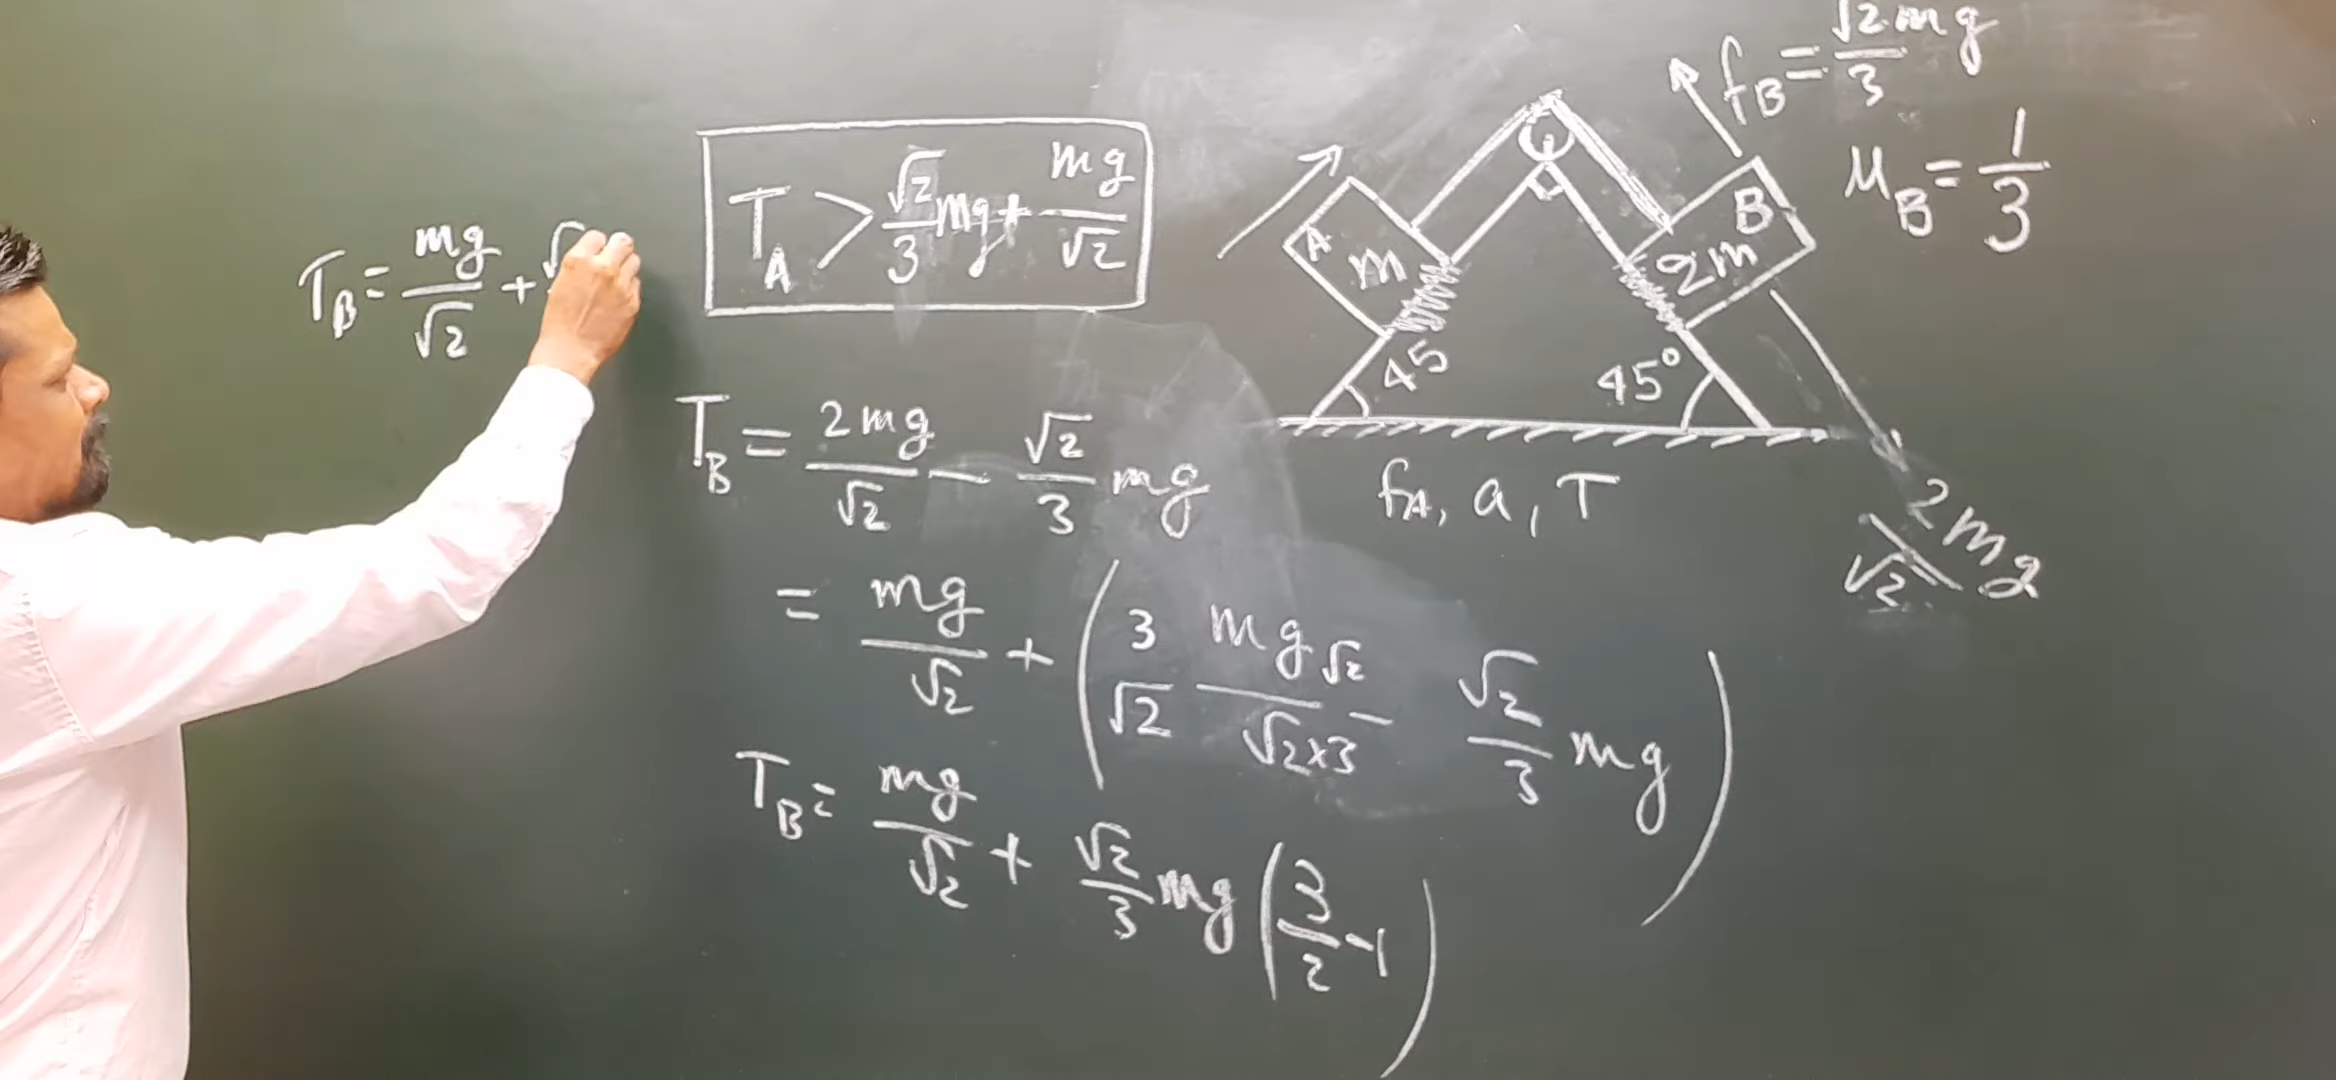 T_B = mg/√2 + √
T_A > √2/3 mg + mg/√2
T_B = 2mg/√2 − √2/3 mg
= mg/√2 + ( 3/√2 mg√2/√2×3 − √2/3 mg )
T_B = mg/√2 + √2/3 mg ( 3/2 − 1 )
f_B = √2mg/3
μ_B = 1/3
A
m
B
2m
45
45°
f_A, a, T
2mg/√2